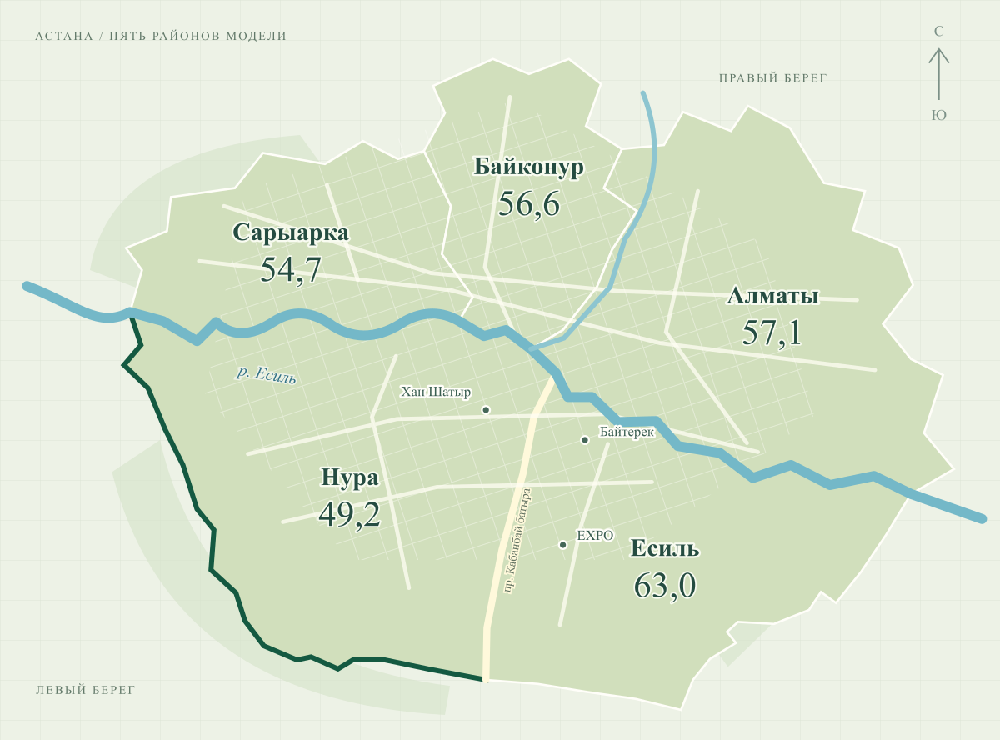 АСТАНА / ПЯТЬ РАЙОНОВ МОДЕЛИ
С
ПРАВЫЙ БЕРЕГ
Ю
Байконур
56,6
Сарыарка
54,7
Алматы
57,1
р. Есиль
Хан Шатыр
Байтерек
Нура
49,2
пр. Кабанбай батыра
EXPO
Есиль
63,0
ЛЕВЫЙ БЕРЕГ